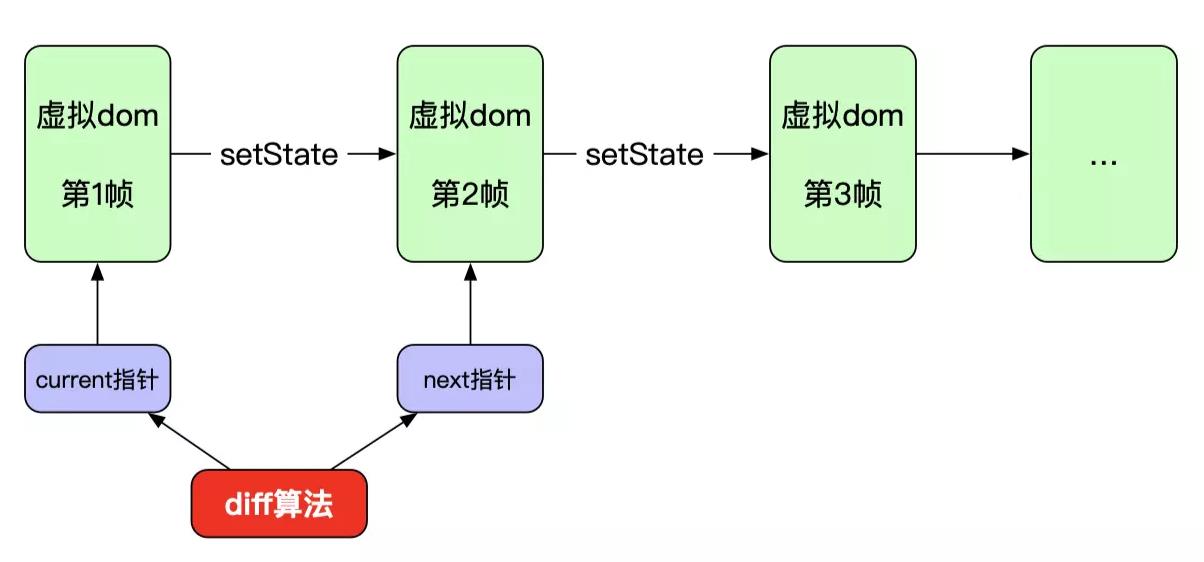 虚拟dom
第1帧
setState
虚拟dom
第2帧
setState
虚拟dom
第3帧
...
current指针
next指针
diff算法